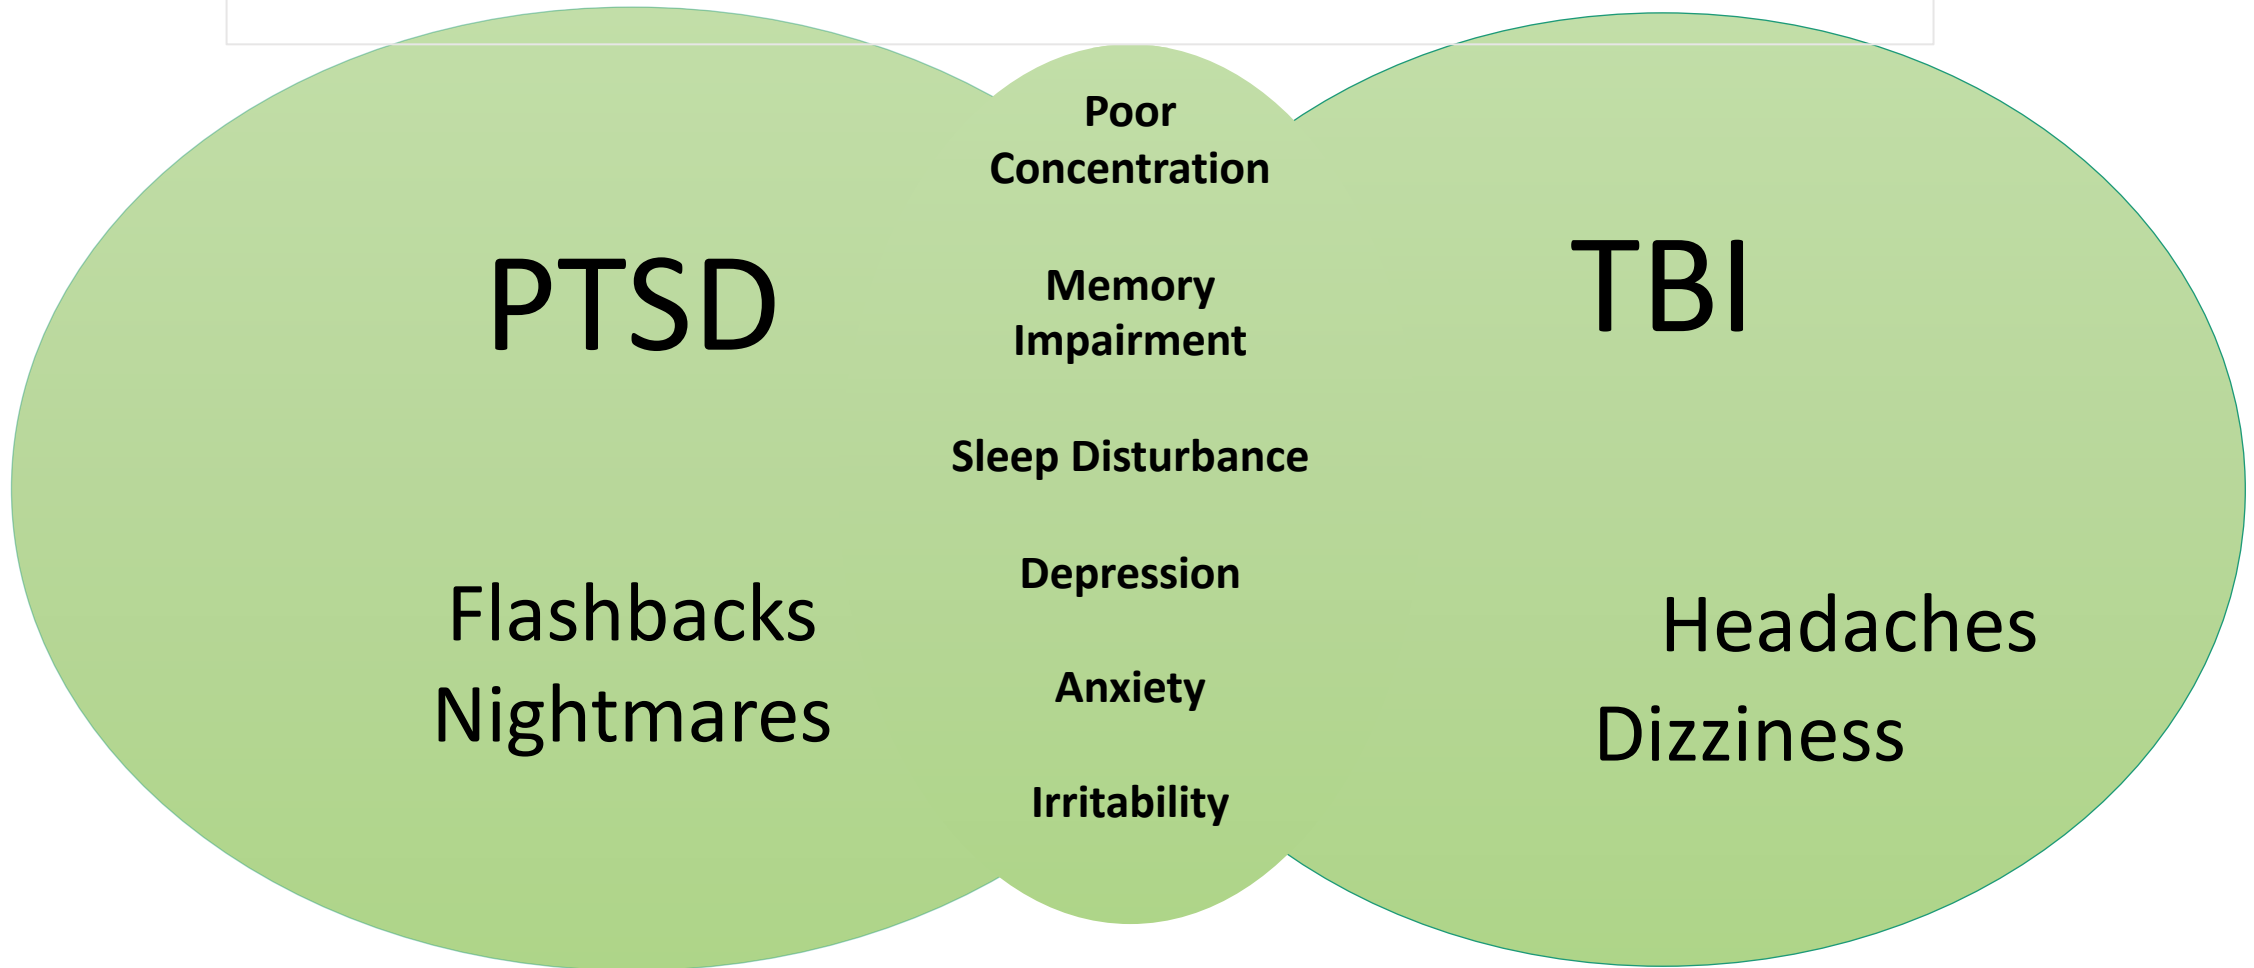 PTSD
Flashbacks
Nightmares
Poor
Concentration
Memory
Impairment
Sleep Disturbance
Depression
Anxiety
Irritability
TBI
Headaches
Dizziness